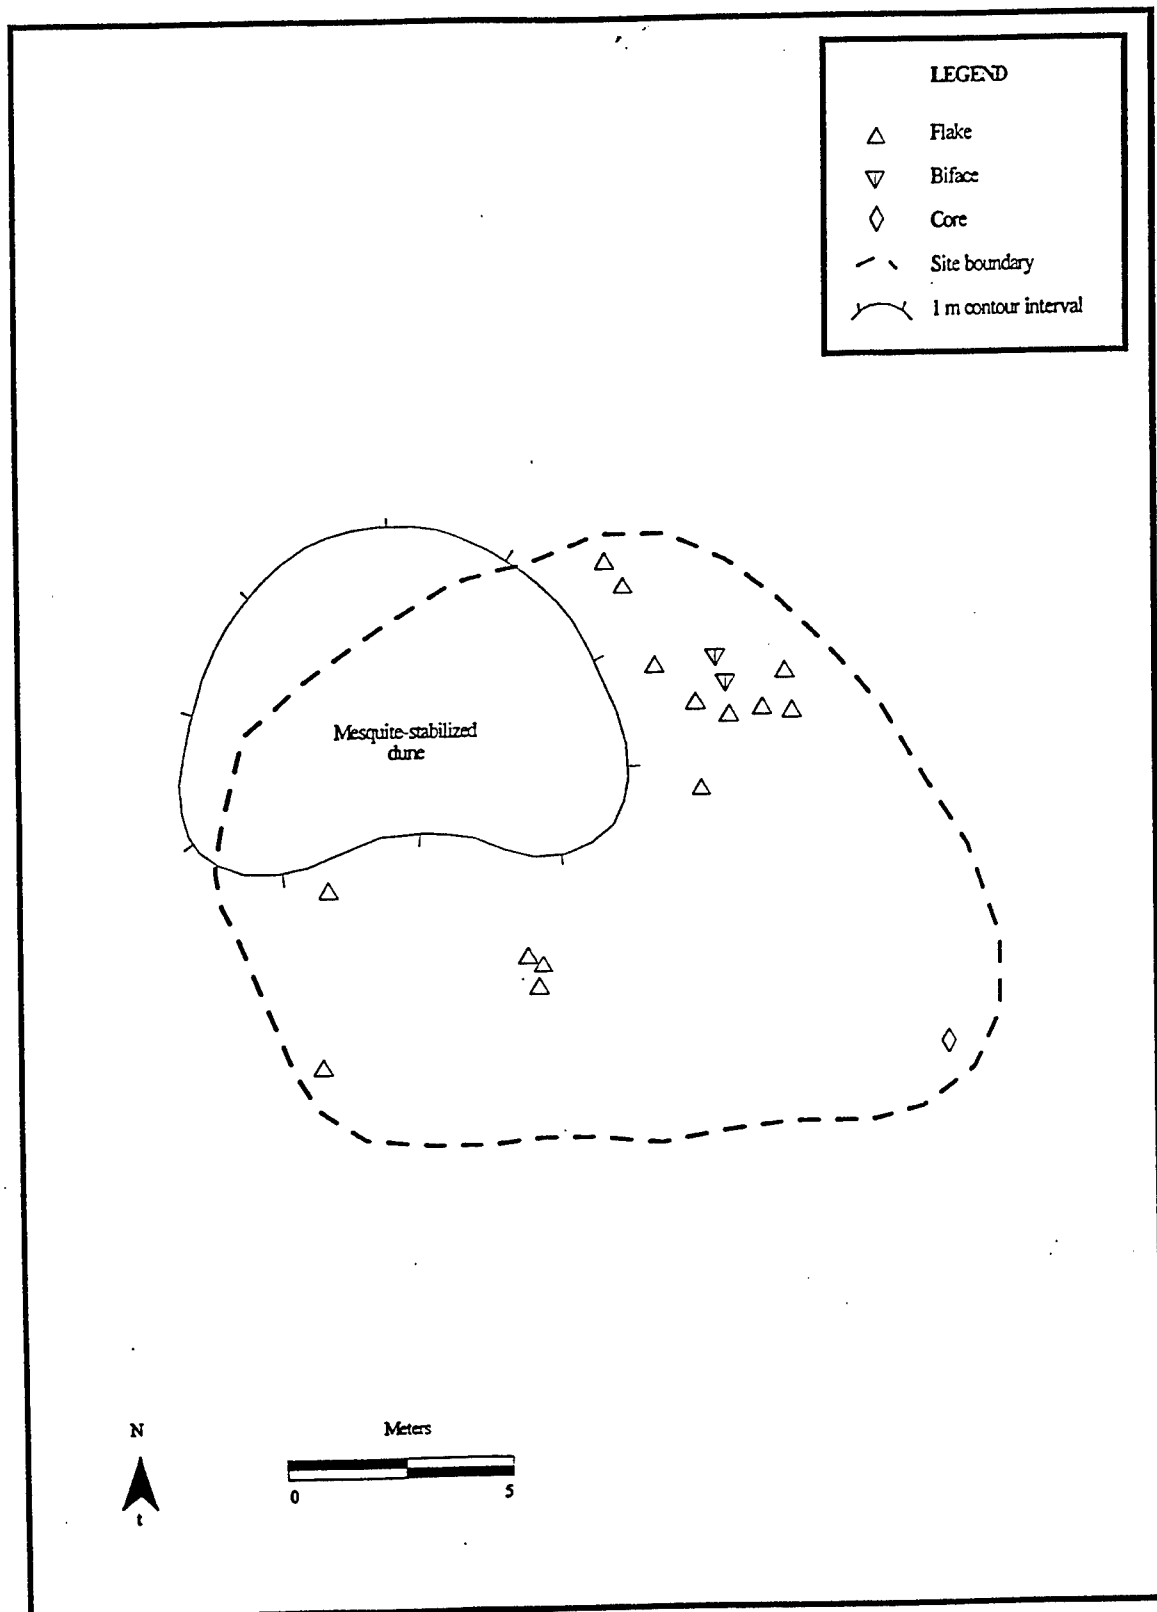 LEGEND
Flake
Biface
Core
Site boundary
1 m contour interval
Mesquite-stabilized
dune
N
t
Meters
0
5